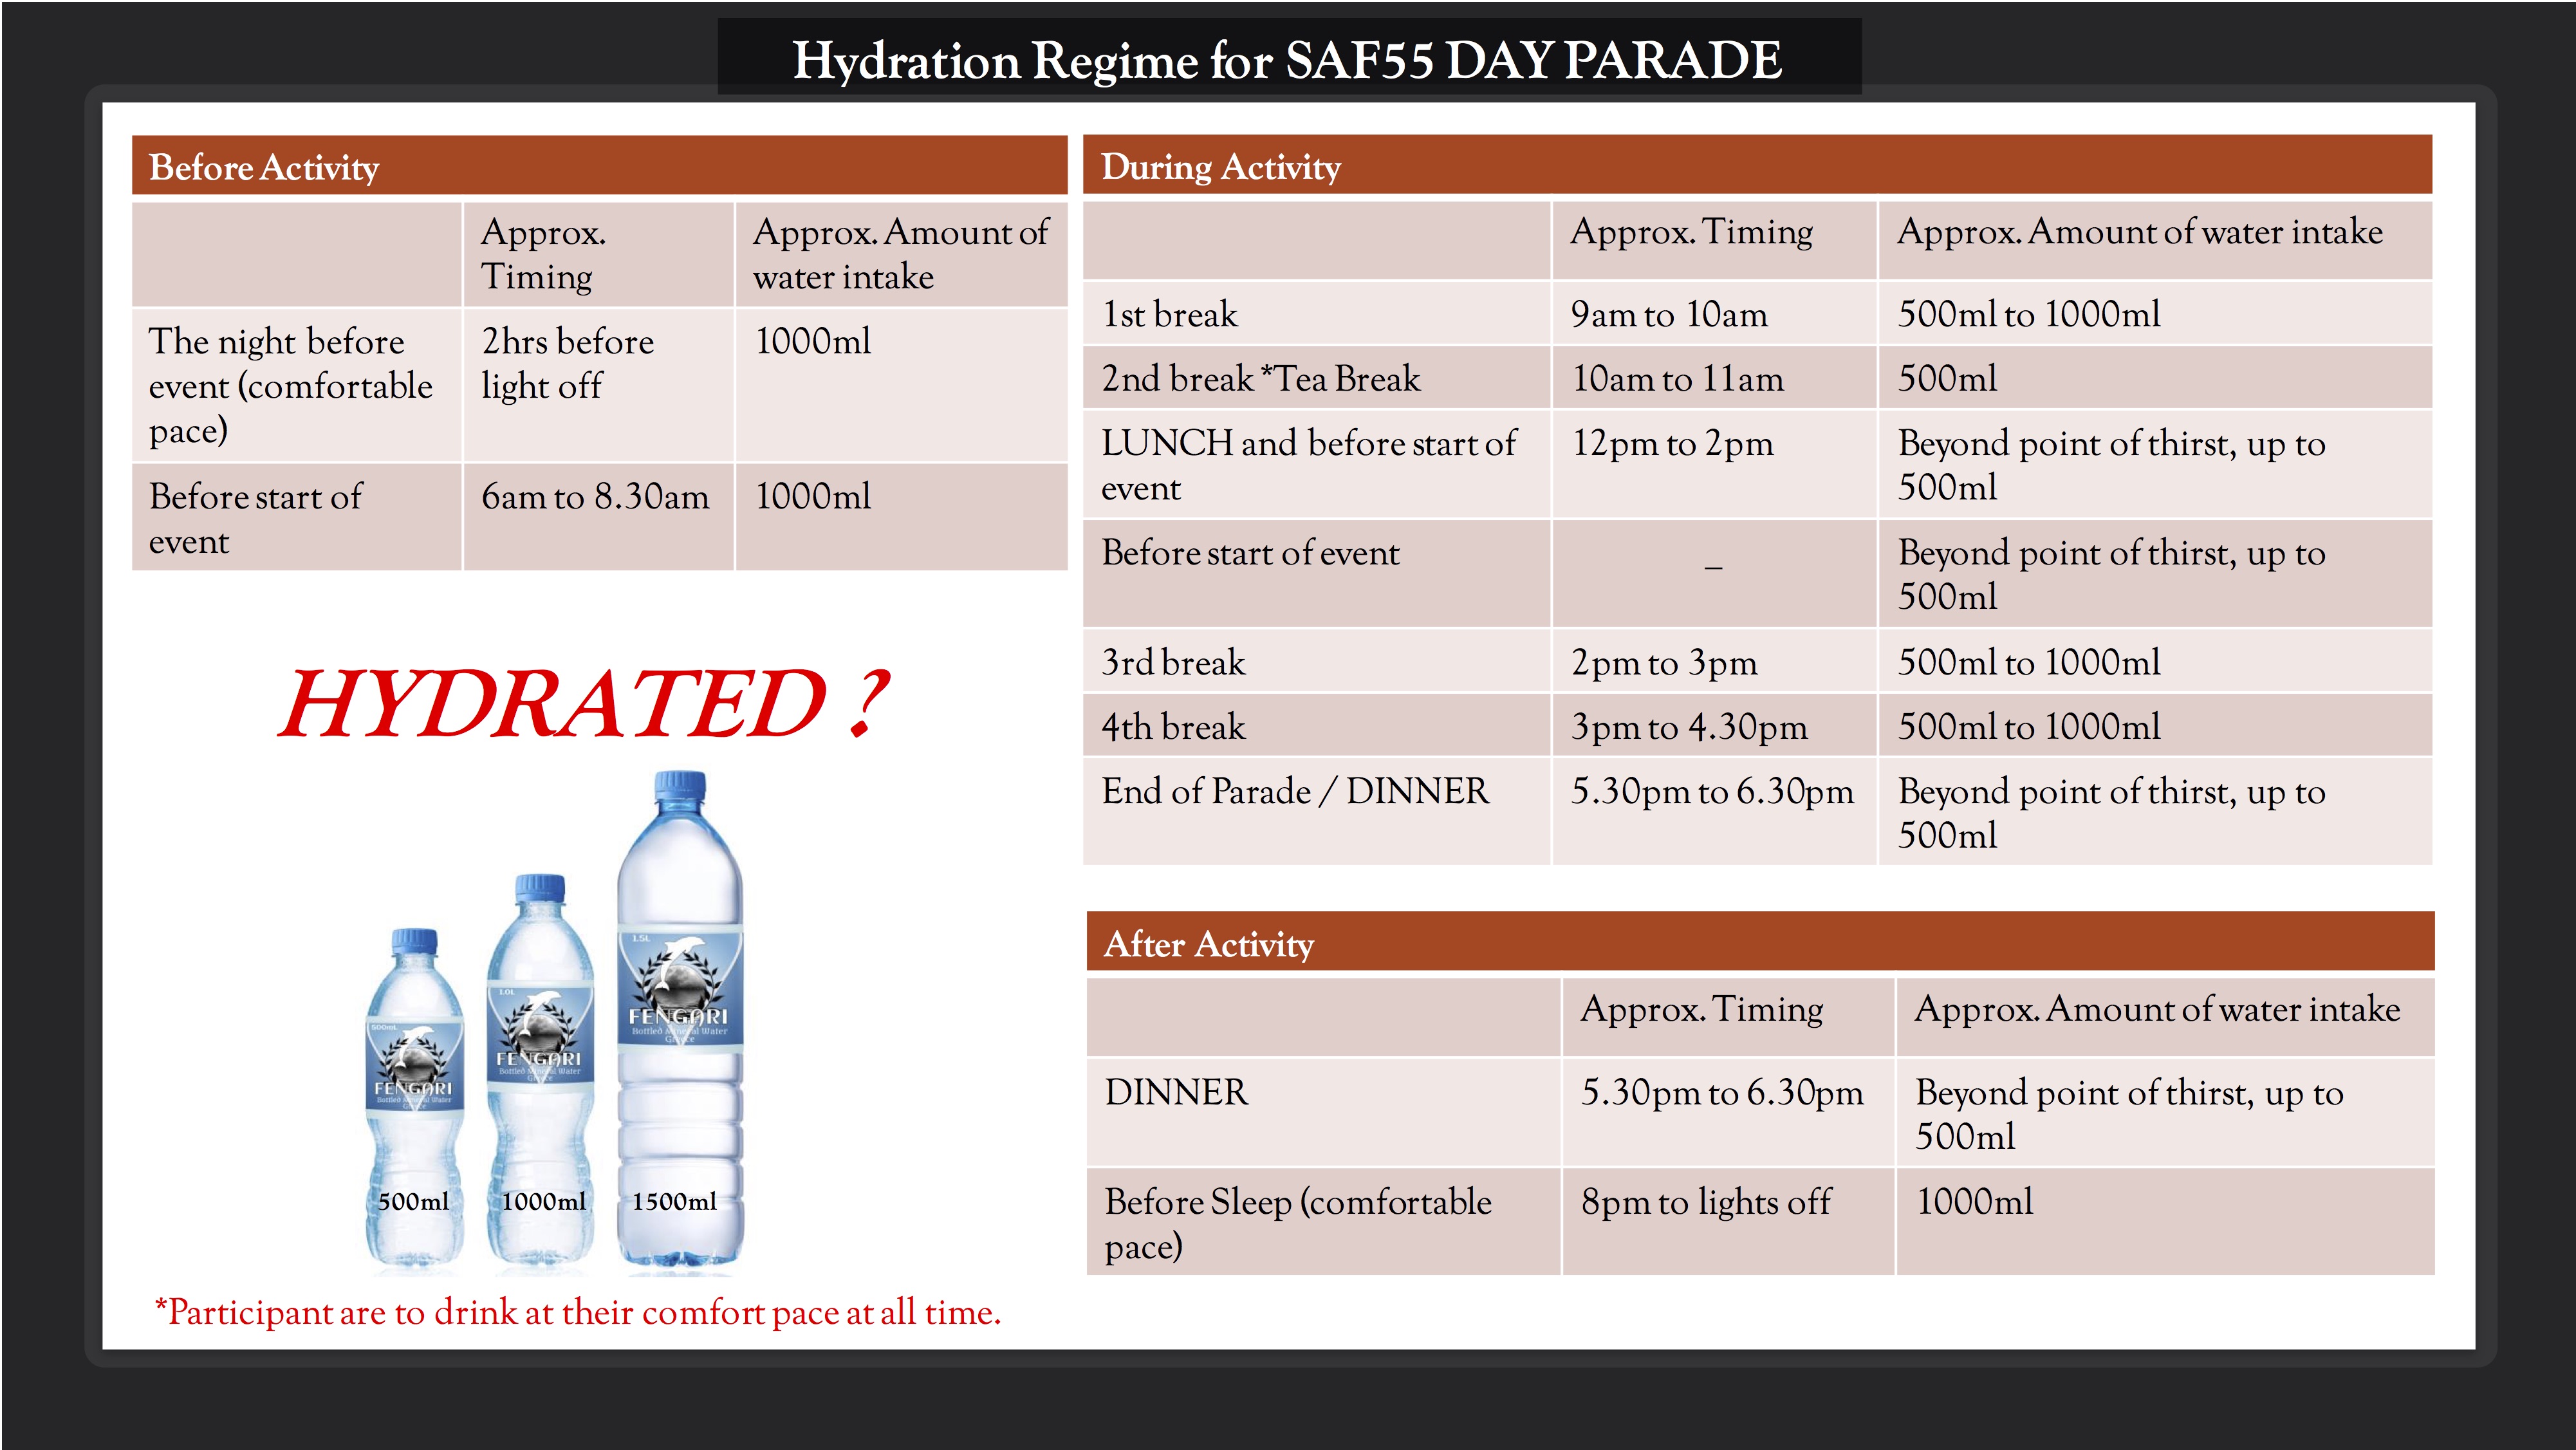 Hydration Regime for SAF55 DAY PARADE
Before Activity
Approx. Timing
Approx. Amount of water intake
The night before event (comfortable pace)
2hrs before light off
1000ml
Before start of event
6am to 8.30am
1000ml
HYDRATED ?
500mL
FENGARI
Bottled Mineral Water
Greece
500ml
1.0L
FENGARI
Bottled Mineral Water
Greece
1000ml
1.5L
FENGARI
Bottled Mineral Water
Greece
1500ml
*Participant are to drink at their comfort pace at all time.
During Activity
Approx. Timing
Approx. Amount of water intake
1st break
9am to 10am
500ml to 1000ml
2nd break *Tea Break
10am to 11am
500ml
LUNCH and before start of event
12pm to 2pm
Beyond point of thirst, up to 500ml
Before start of event
–
Beyond point of thirst, up to 500ml
3rd break
2pm to 3pm
500ml to 1000ml
4th break
3pm to 4.30pm
500ml to 1000ml
End of Parade / DINNER
5.30pm to 6.30pm
Beyond point of thirst, up to 500ml
After Activity
Approx. Timing
Approx. Amount of water intake
DINNER
5.30pm to 6.30pm
Beyond point of thirst, up to 500ml
Before Sleep (comfortable pace)
8pm to lights off
1000ml